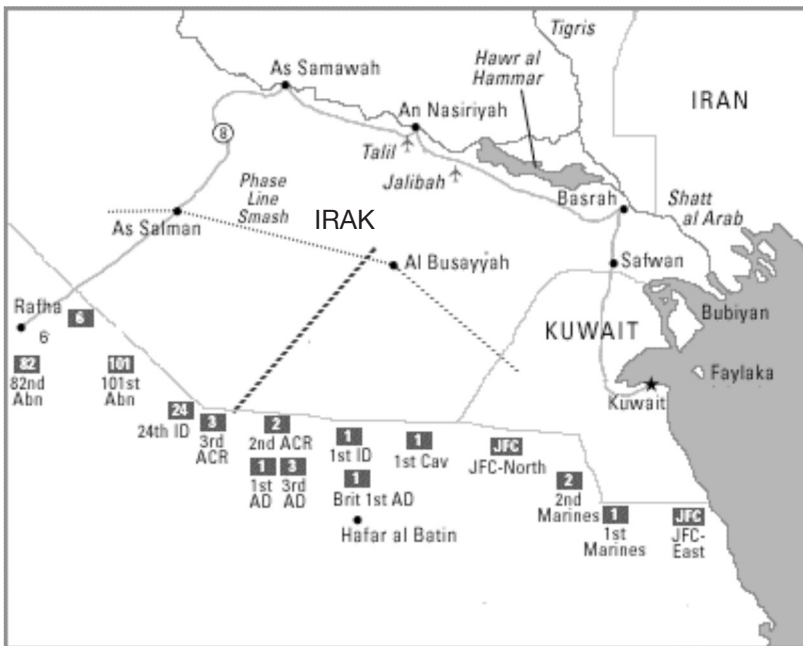 Tigris
As Samawah
Hawr al
Hammar
IRAN
An Nasiriyah
8
Talil
Jalibah
Phase
Line
Smash
IRAK
Basrah
Shatt
al Arab
As Salman
Al Busayyah
Safwan
Rafha
6
6
KUWAIT
Bubiyan
Faylaka
Kuwait
82
82nd
Abn
101
101st
Abn
24
24th ID
3
3rd
ACR
2
2nd ACR
1
1st
AD
3
3rd
AD
1
1st ID
1
Brit 1st AD
1
1st Cav
JFC
JFC-North
2
2nd
Marines
1
1st
Marines
JFC
JFC-
East
Hafar al Batin